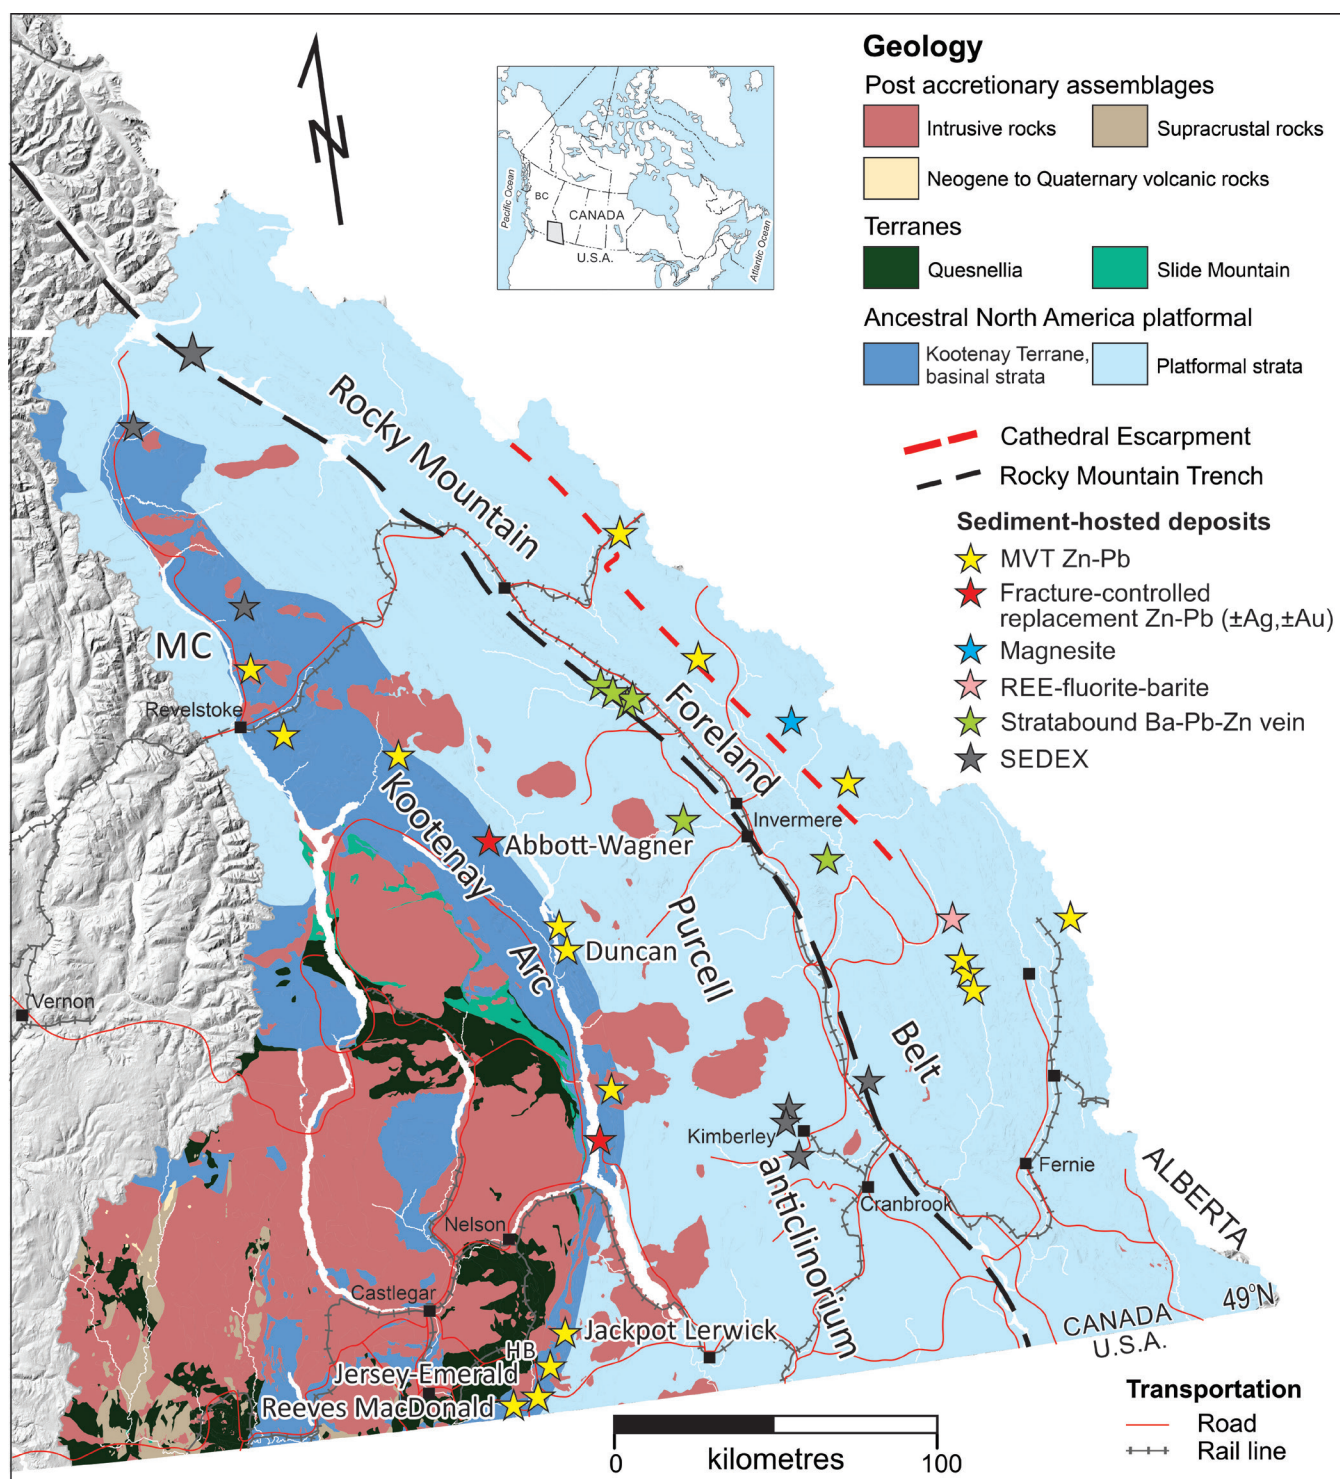 Geology
Post accretionary assemblages
Intrusive rocks
Supracrustal rocks
Neogene to Quaternary volcanic rocks
Terranes
Quesnellia
Slide Mountain
Ancestral North America platformal
Kootenay Terrane,
basinal strata
Platformal strata
Cathedral Escarpment
Rocky Mountain Trench
Sediment-hosted deposits
MVT Zn-Pb
Fracture-controlled
replacement Zn-Pb (±Ag,±Au)
Magnesite
REE-fluorite-barite
Stratabound Ba-Pb-Zn vein
SEDEX
N
Pacific Ocean
BC
CANADA
U.S.A.
Atlantic Ocean
Rocky Mountain
Foreland
Belt
MC
Revelstoke
Kootenay
Arc
Abbott-Wagner
Invermere
Purcell
anticlinorium
Duncan
Vernon
Kimberley
Cranbrook
Fernie
ALBERTA
Nelson
Castlegar
Jackpot Lerwick
HB
Jersey-Emerald
Reeves MacDonald
49°N
CANADA
U.S.A.
0
kilometres
100
Transportation
Road
Rail line